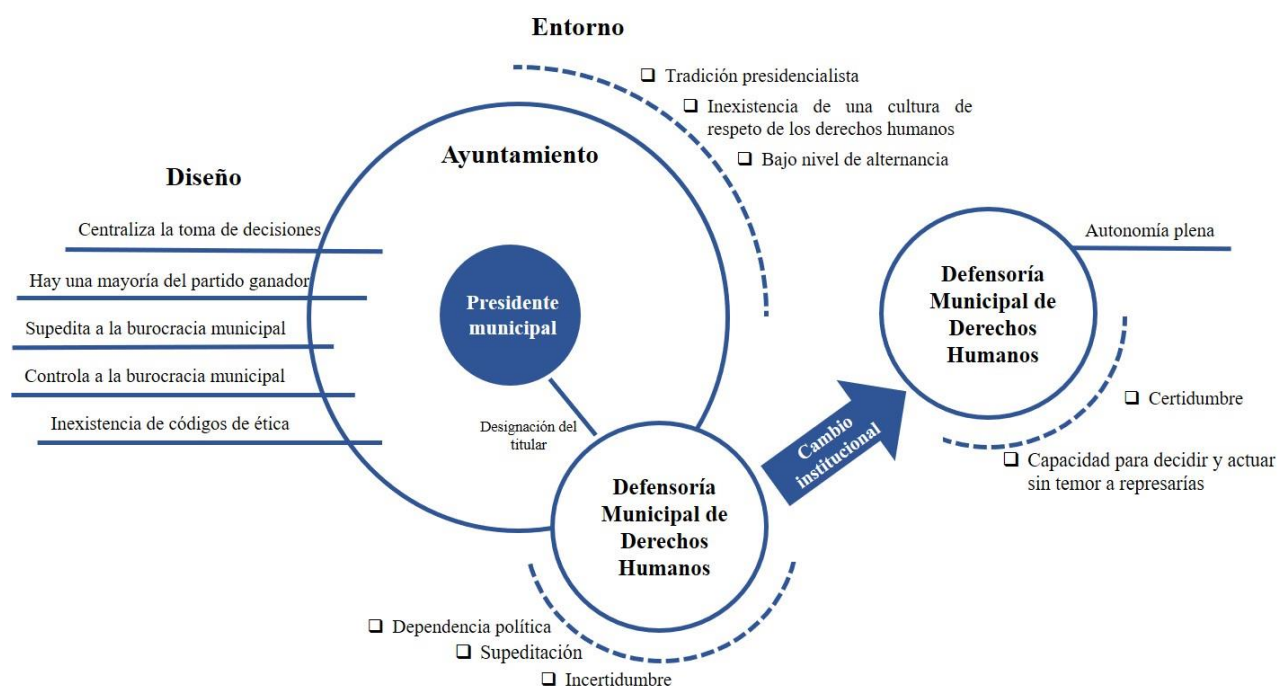 Entorno
Tradición presidencialista
Inexistencia de una cultura de
respeto de los derechos humanos
Bajo nivel de alternancia
Ayuntamiento
Diseño
Centraliza la toma de decisiones
Hay una mayoría del partido ganador
Supedita a la burocracia municipal
Controla a la burocracia municipal
Inexistencia de códigos de ética
Presidente
municipal
Designación del
titular
Defensoría
Municipal de
Derechos
Humanos
Dependencia política
Supeditación
Incertidumbre
Cambio
institucional
Defensoría
Municipal de
Derechos
Humanos
Autonomía plena
Certidumbre
Capacidad para decidir y actuar
sin temor a represarías